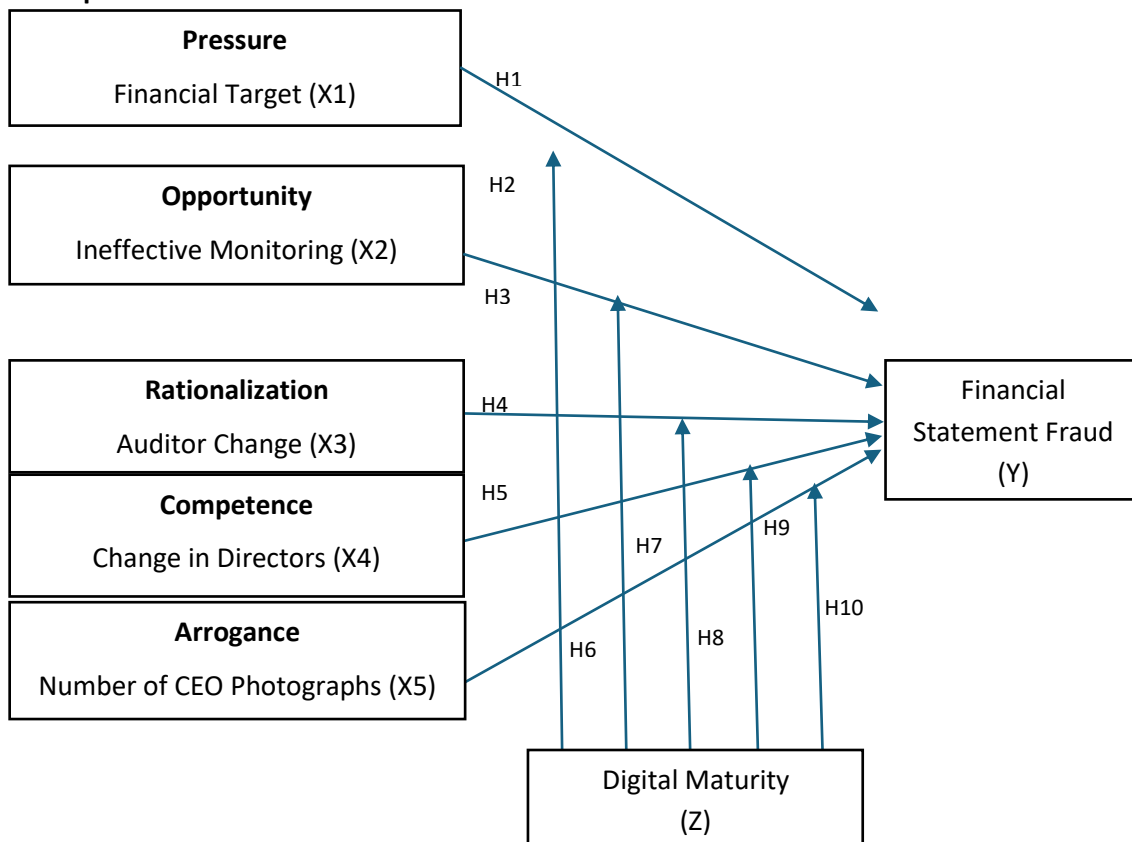 Pressure
Financial Target (X1)
H1
Opportunity
Ineffective Monitoring (X2)
H2
H3
Rationalization
Auditor Change (X3)
H4
Financial
Statement Fraud
(Y)
Competence
Change in Directors (X4)
H5
H9
H7
Arrogance
Number of CEO Photographs (X5)
H10
H8
H6
Digital Maturity
(Z)